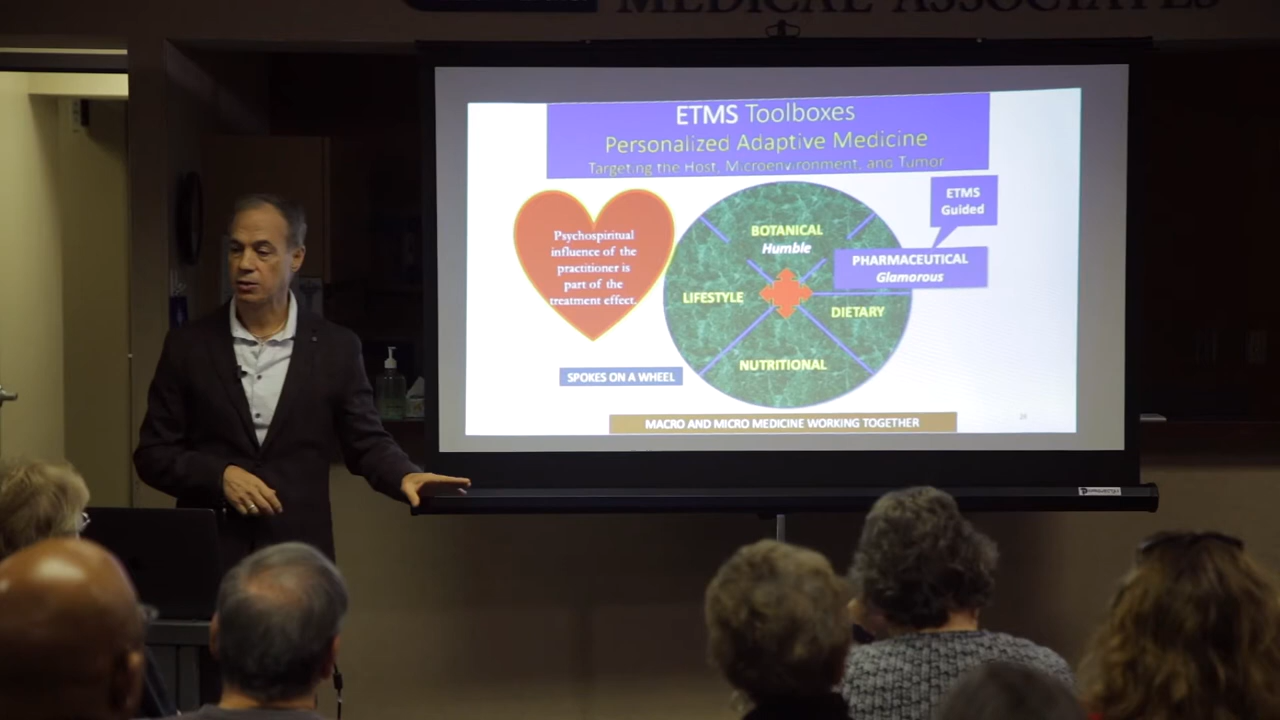 MEDICAL ASSOCIATES
ETMS Toolboxes
Personalized Adaptive Medicine
Targeting the Host, Microenvironment, and Tumor
ETMS
Guided
Psychospiritual
influence of the
practitioner is
part of the
treatment effect.
BOTANICAL
Humble
PHARMACEUTICAL
Glamorous
LIFESTYLE
DIETARY
NUTRITIONAL
SPOKES ON A WHEEL
MACRO AND MICRO MEDICINE WORKING TOGETHER